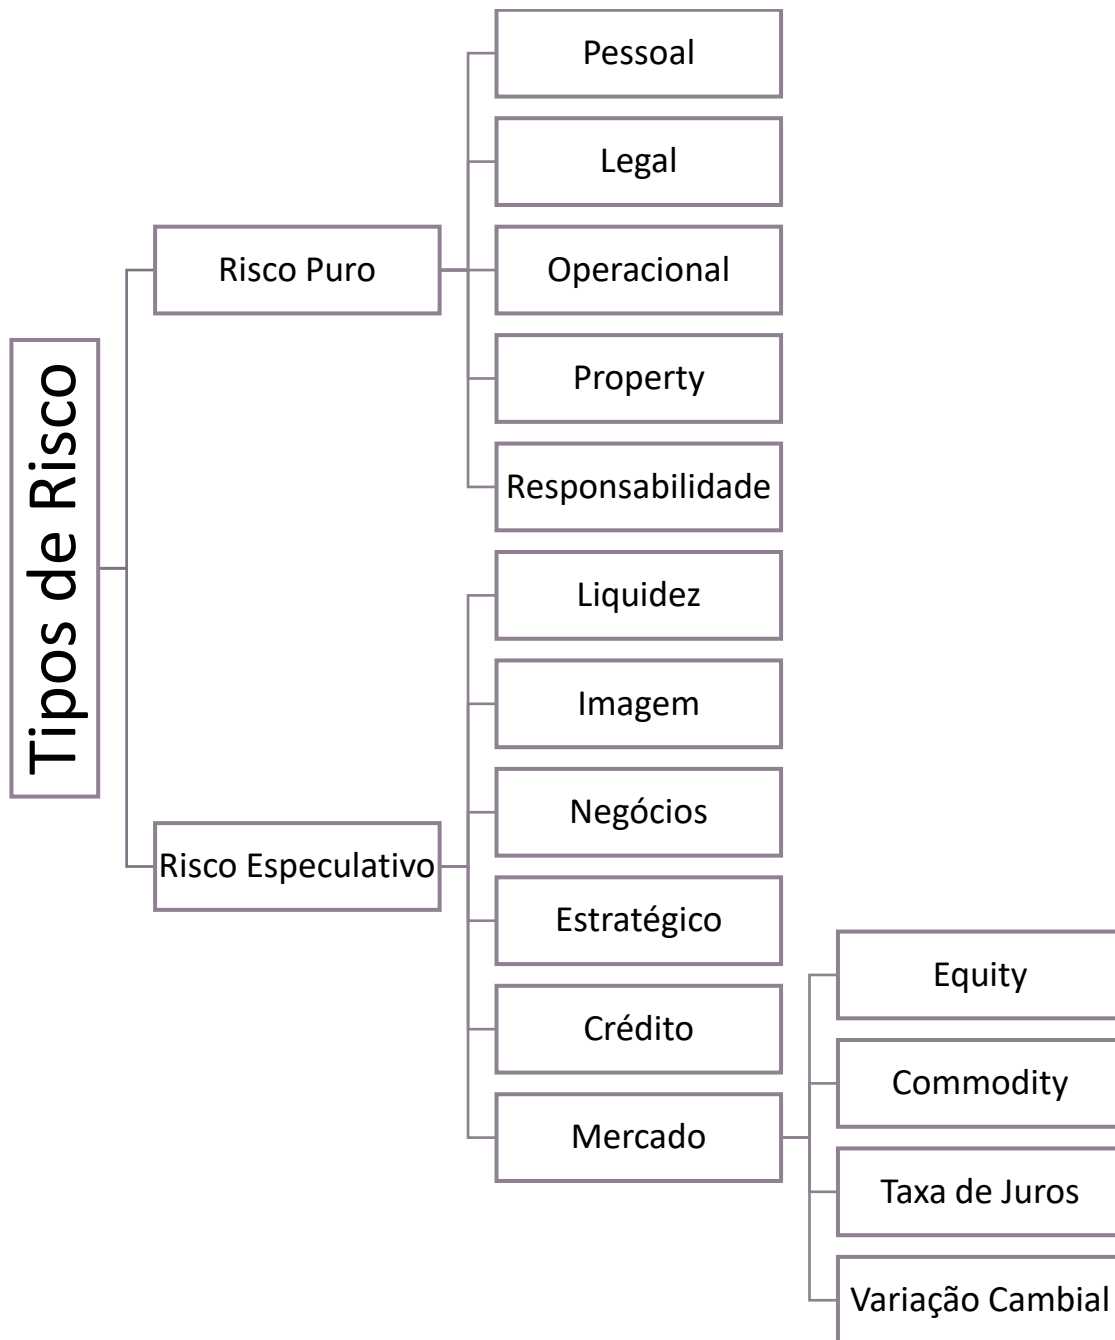 Tipos de Risco
Risco Puro
Pessoal
Legal
Operacional
Property
Responsabilidade
Risco Especulativo
Liquidez
Imagem
Negócios
Estratégico
Crédito
Mercado
Equity
Commodity
Taxa de Juros
Variação Cambial